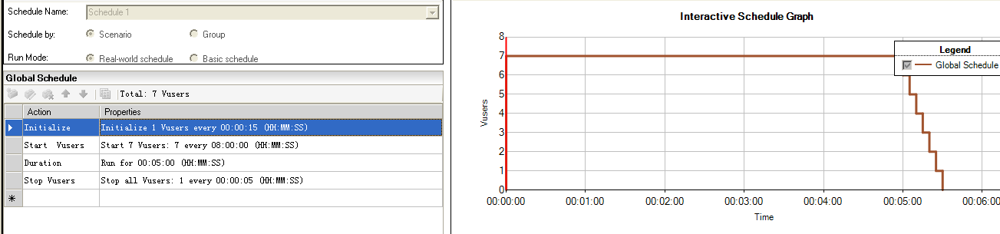 Schedule Name: Schedule 1
Schedule by: Scenario Group
Run Mode: Real-world schedule Basic schedule
Global Schedule
Total: 7 Vusers
Action Properties
Initialize Initialize 1 Vusers every 00:00:15 (HH:MM:SS)
Start Vusers Start 7 Vusers: 7 every 08:00:00 (HH:MM:SS)
Duration Run for 00:05:00 (HH:MM:SS)
Stop Vusers Stop all Vusers: 1 every 00:00:05 (HH:MM:SS)
*
Interactive Schedule Graph
Legend
Global Schedule
Vusers
8
7
6
5
4
3
2
1
0
00:00:00 00:01:00 00:02:00 00:03:00 00:04:00 00:05:00 00:06:0
Time